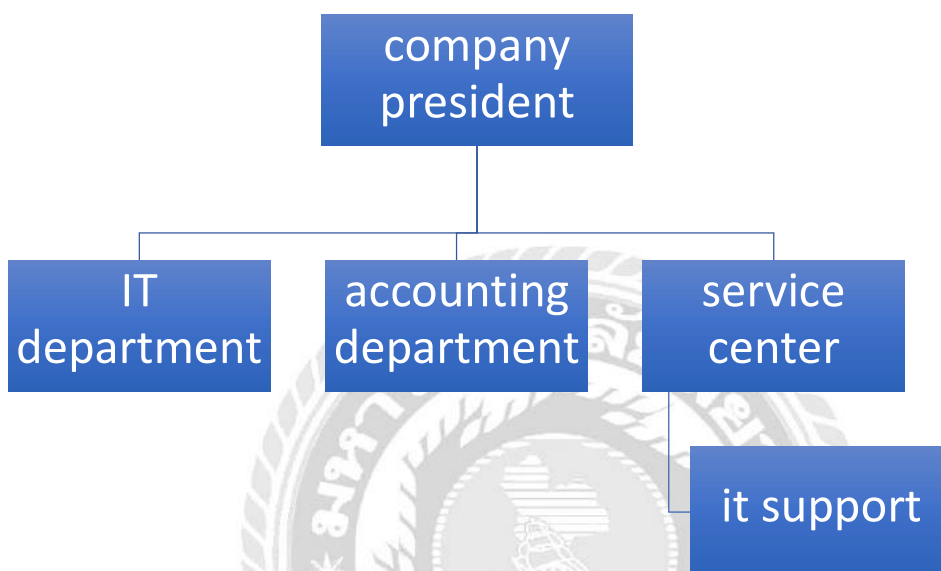 company
president
IT
department
accounting
department
service
center
it support